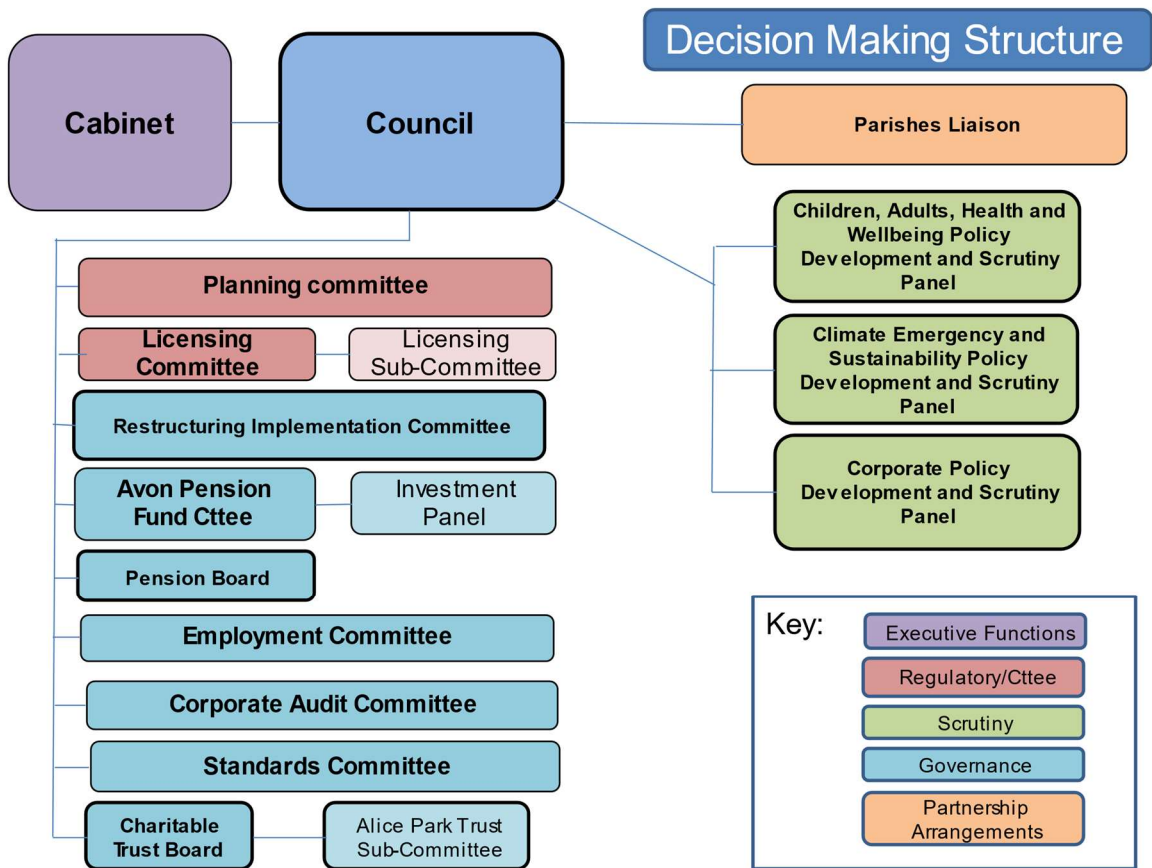 Decision Making Structure
Cabinet
Council
Parishes Liaison
Children, Adults, Health and
Wellbeing Policy
Development and Scrutiny
Panel
Climate Emergency and
Sustainability Policy
Development and Scrutiny
Panel
Corporate Policy
Development and Scrutiny
Panel
Planning committee
Licensing
Committee
Licensing
Sub-Committee
Restructuring Implementation Committee
Avon Pension
Fund Cttee
Investment
Panel
Pension Board
Employment Committee
Corporate Audit Committee
Standards Committee
Charitable
Trust Board
Alice Park Trust
Sub-Committee
Key:
Executive Functions
Regulatory/Cttee
Scrutiny
Governance
Partnership
Arrangements